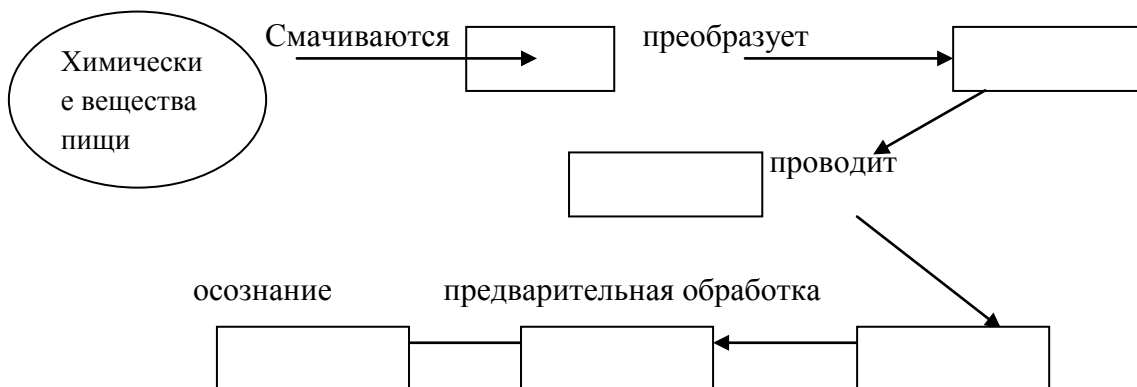 Смачиваются преобразует
Химически
е вещества
пищи
проводит
осознание предварительная обработка